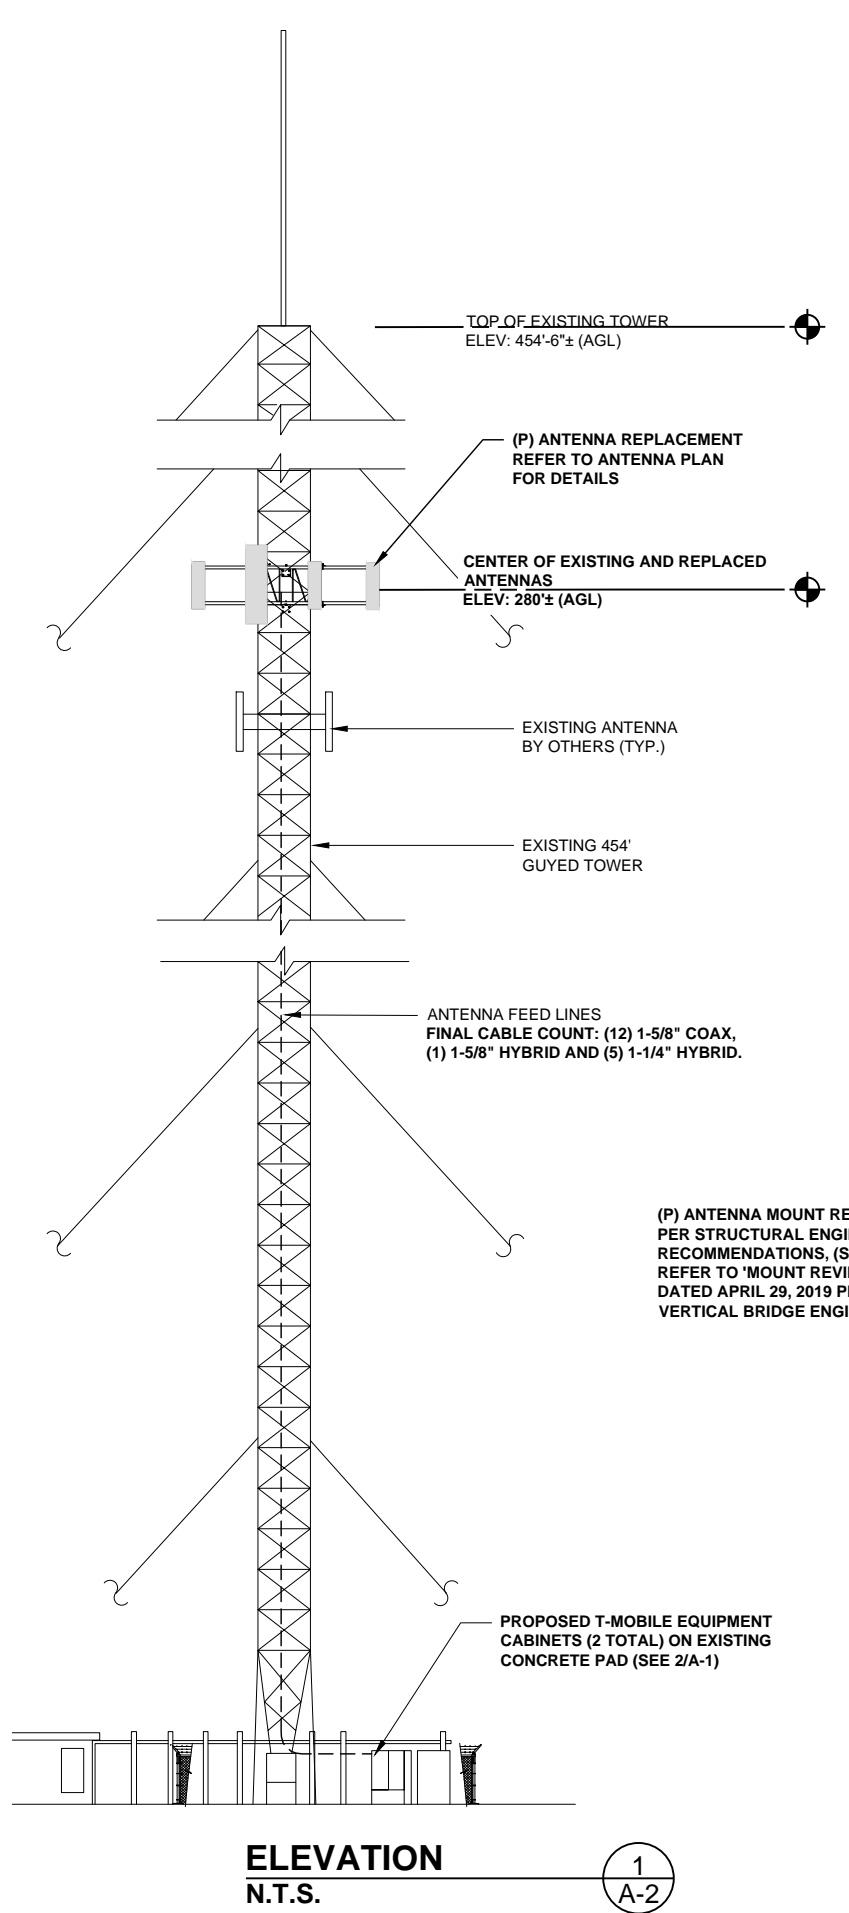 TOP OF EXISTING TOWER
ELEV: 454'-6"± (AGL)
(P) ANTENNA REPLACEMENT
REFER TO ANTENNA PLAN
FOR DETAILS
CENTER OF EXISTING AND REPLACED
ANTENNAS
ELEV: 280'± (AGL)
EXISTING ANTENNA
BY OTHERS (TYP.)
EXISTING 454'
GUYED TOWER
ANTENNA FEED LINES
FINAL CABLE COUNT: (12) 1-5/8" COAX,
(1) 1-5/8" HYBRID AND (5) 1-1/4" HYBRID.
(P) ANTENNA MOUNT
PER STRUCTURAL
RECOMMENDATIONS,
REFER TO 'MOUNT
DATED APRIL 29, 2019
VERTICAL BRIDGE
PROPOSED T-MOBILE EQUIPMENT
CABINETS (2 TOTAL) ON EXISTING
CONCRETE PAD (SEE 2/A-1)
ELEVATION
N.T.S.
1
A-2